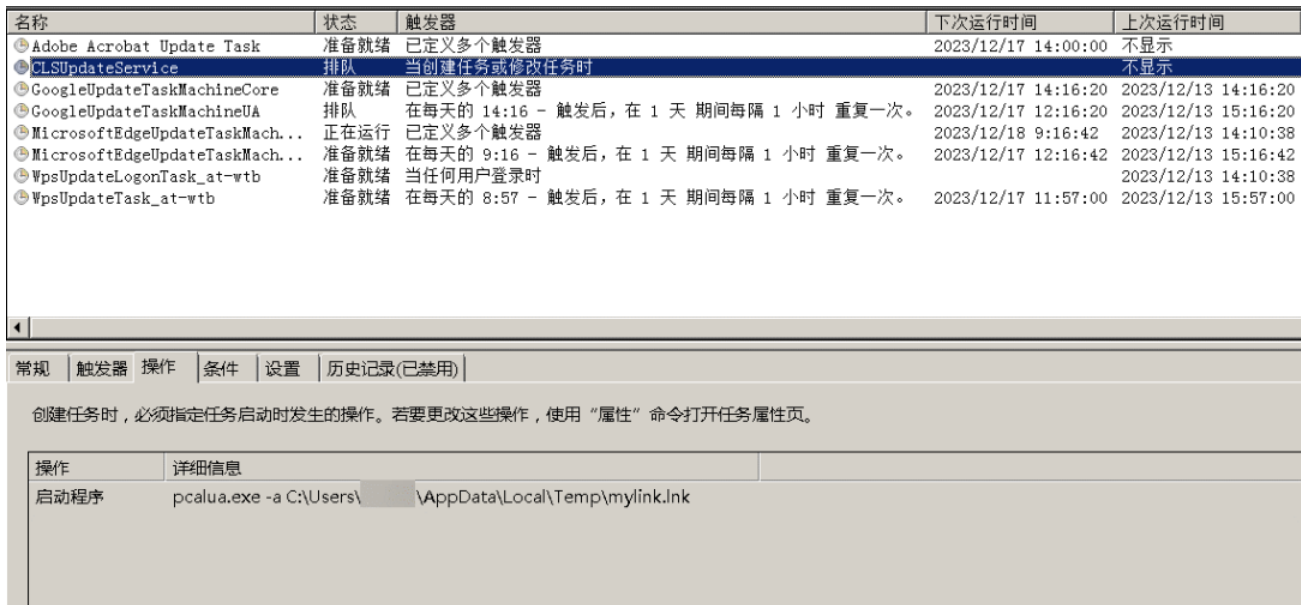 名称 状态 触发器 下次运行时间 上次运行时间
Adobe Acrobat Update Task 准备就绪 已定义多个触发器 2023/12/17 14:00:00 不显示
CLSUpdateService 排队 当创建任务或修改任务时 不显示
GoogleUpdateTaskMachineCore 准备就绪 已定义多个触发器 2023/12/17 14:16:20 2023/12/13 14:16:20
GoogleUpdateTaskMachineUA 排队 在每天的 14:16 - 触发后，在 1 天 期间每隔 1 小时 重复一次。 2023/12/17 12:16:20 2023/12/13 15:16:20
MicrosoftEdgeUpdateTaskMach... 正在运行 已定义多个触发器 2023/12/18 9:16:42 2023/12/13 14:10:38
MicrosoftEdgeUpdateTaskMach... 准备就绪 在每天的 9:16 - 触发后，在 1 天 期间每隔 1 小时 重复一次。 2023/12/17 12:16:42 2023/12/13 15:16:42
WpsUpdateLogonTask_at-wtb 准备就绪 当任何用户登录时 2023/12/13 14:10:38
WpsUpdateTask_at-wtb 准备就绪 在每天的 8:57 - 触发后，在 1 天 期间每隔 1 小时 重复一次。 2023/12/17 11:57:00 2023/12/13 15:57:00
常规 触发器 操作 条件 设置 历史记录(已禁用)
创建任务时，必须指定任务启动时发生的操作。若要更改这些操作，使用“属性”命令打开任务属性页。
操作 详细信息
启动程序 pcalua.exe -a C:\Users\ \AppData\Local\Temp\mylink.lnk